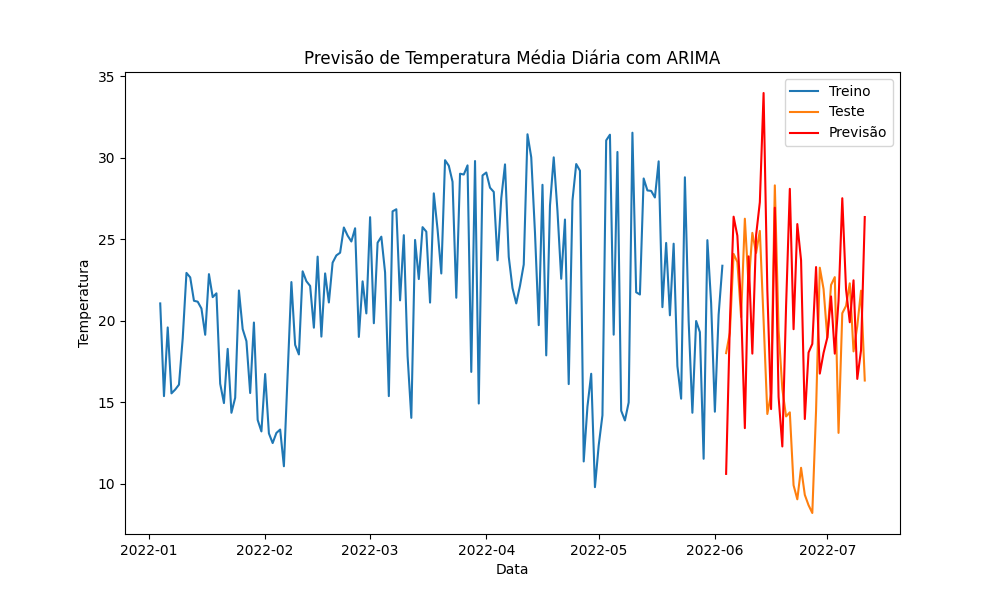 Previsão de Temperatura Média Diária com ARIMA
35
30
25
20
15
10
Temperatura
Treino
Teste
Previsão
2022-01
2022-02
2022-03
2022-04
2022-05
2022-06
2022-07
Data